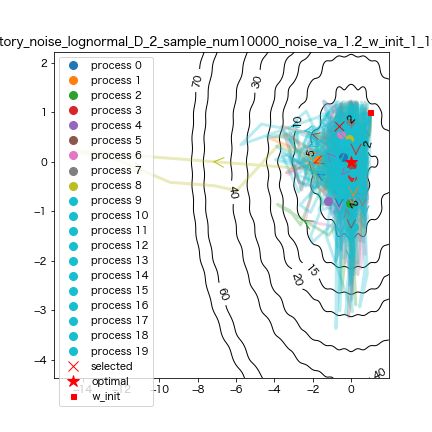 tory_noise_lognormal_D_2_sample_num10000_noise_va_1.2_w_init_1_1
2
1
0
−1
−2
−3
−4
process 0
process 1
process 2
process 3
process 4
process 5
process 6
process 7
process 8
process 9
process 10
process 11
process 12
process 13
process 14
process 15
process 16
process 17
process 18
process 19
selected
optimal
w_init
70
30
10
2
2
5
40
15
20
60
40
−14
−10
−8
−6
−4
−2
0